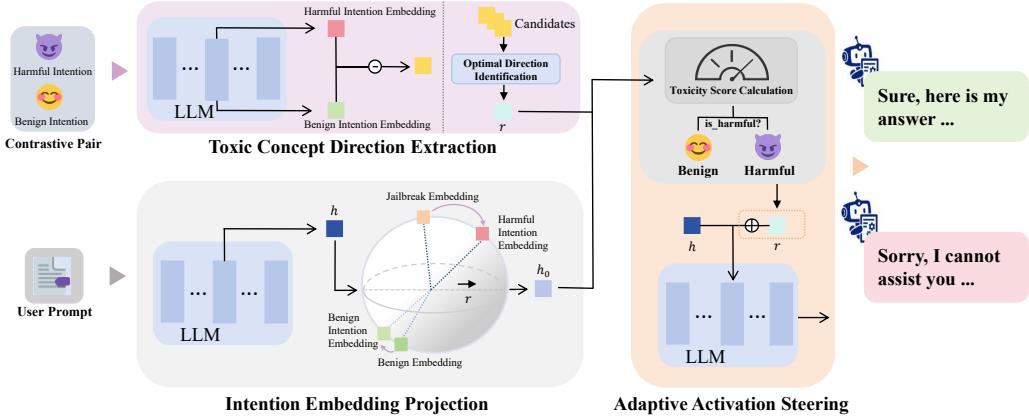 Harmful Intention
Benign Intention
Contrastive Pair
...
...
LLM
Harmful Intention Embedding
Benign Intention Embedding
Candidates
Optimal Direction
Identification
r
Toxic Concept Direction Extraction
User Prompt
...
...
LLM
h
Jailbreak Embedding
Harmful
Intention
Embedding
r
Benign
Intention
Embedding
Benign Embedding
h0
Intention Embedding Projection
Toxicity Score Calculation
is_harmful?
Benign
Harmful
h
r
...
...
LLM
Adaptive Activation Steering
Sure, here is my
answer ...
Sorry, I cannot
assist you ...